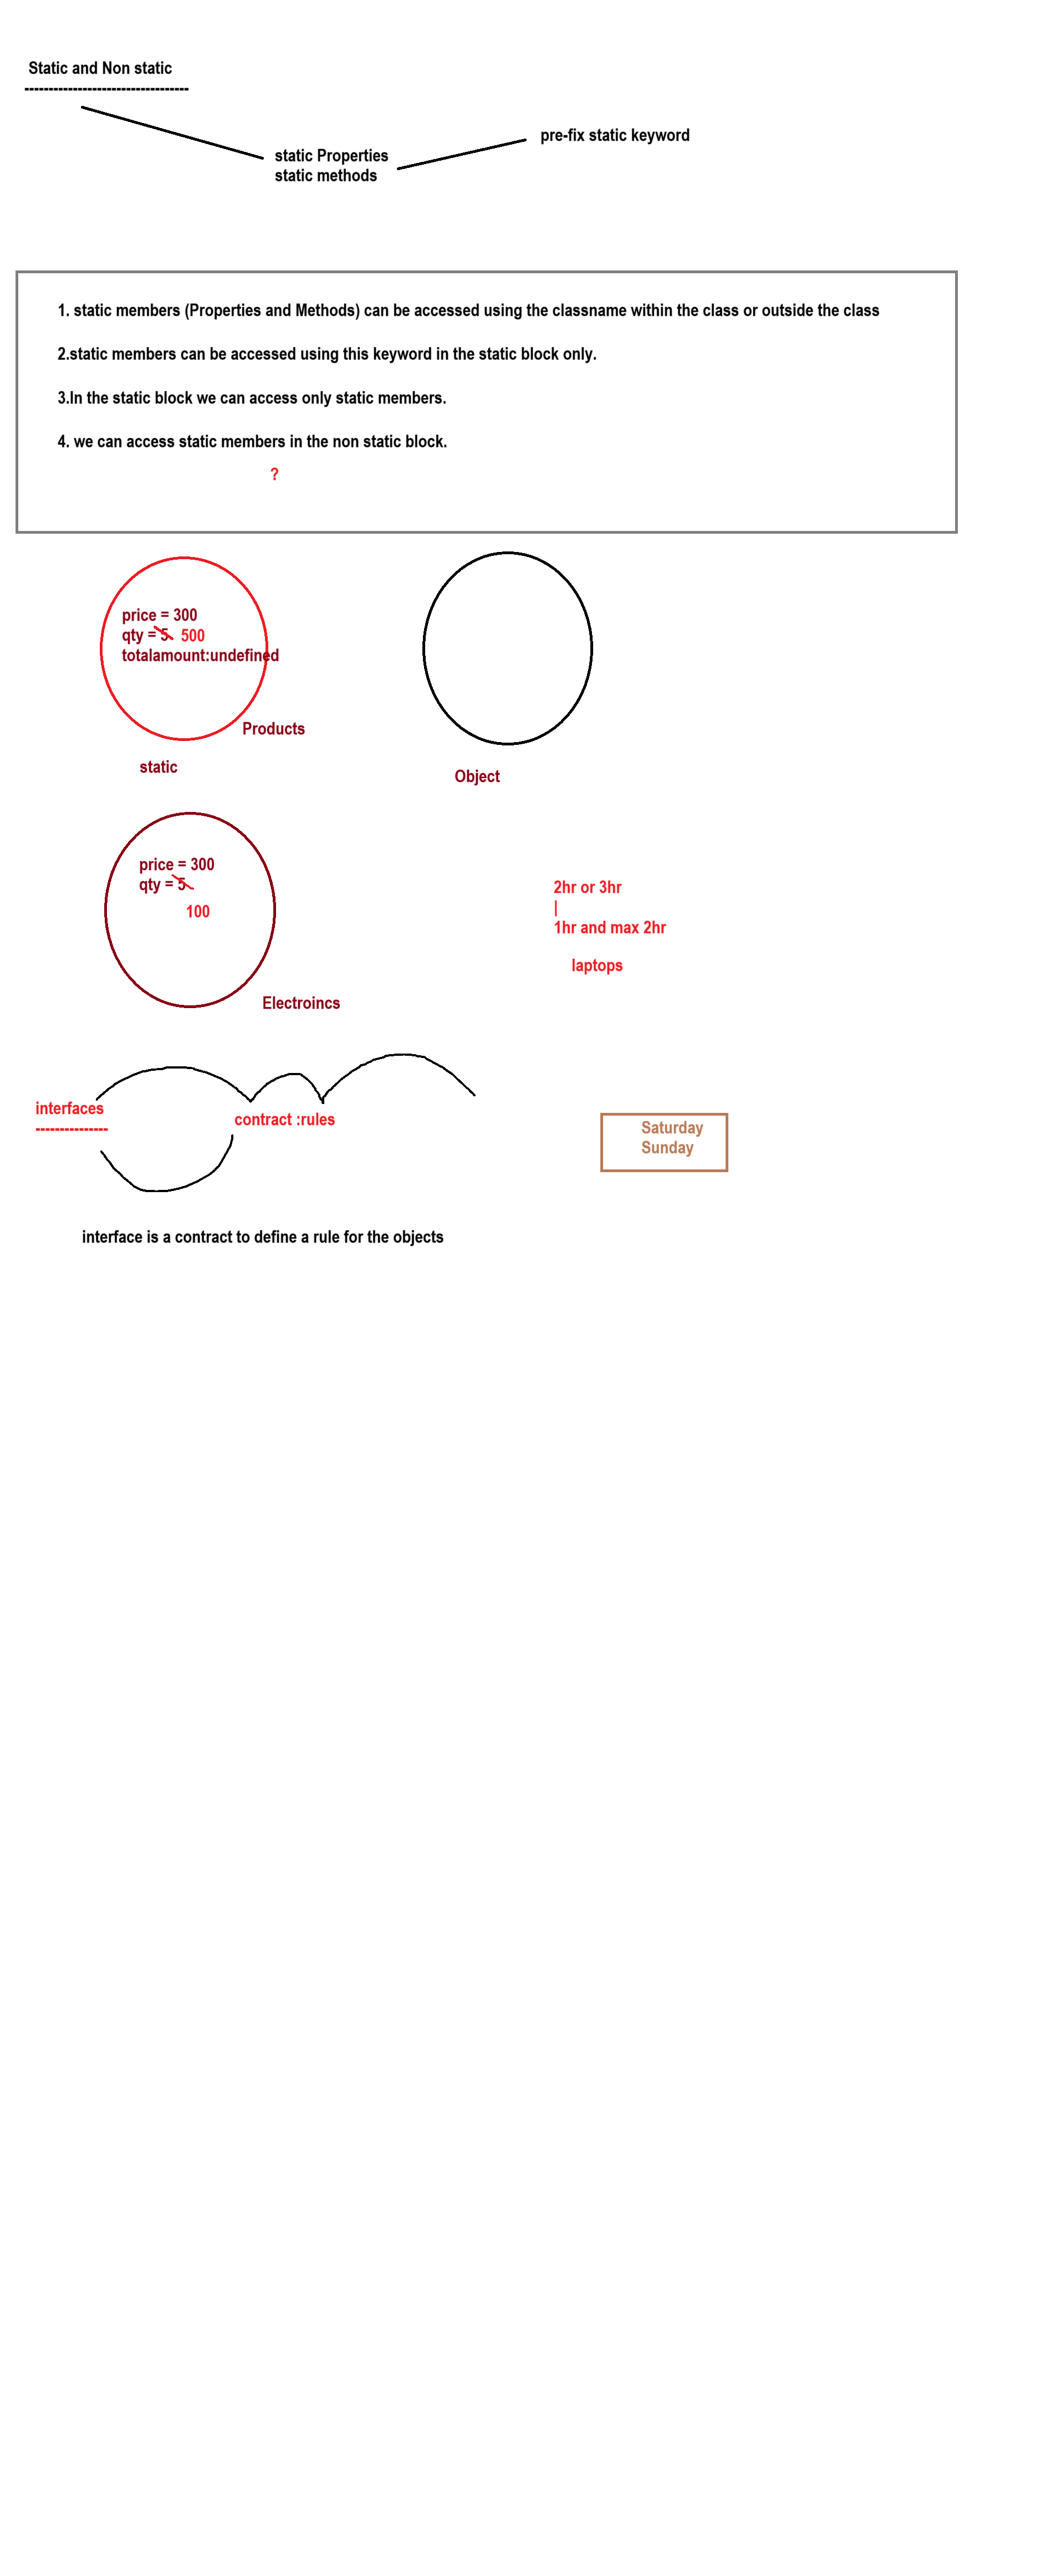 Static and Non static
----------------------------------
pre-fix static keyword
static Properties
static methods
1. static members (Properties and Methods) can be accessed using the classname within the class or outside the class
2.static members can be accessed using this keyword in the static block only.
3.In the static block we can access only static members.
4. we can access static members in the non static block.
?
price = 300
qty = 5 500
totalamount:undefined
Products
static
Object
price = 300
qty = 5
100
2hr or 3hr
|
1hr and max 2hr
laptops
Electroincs
interfaces
---------------
contract :rules
Saturday
Sunday
interface is a contract to define a rule for the objects